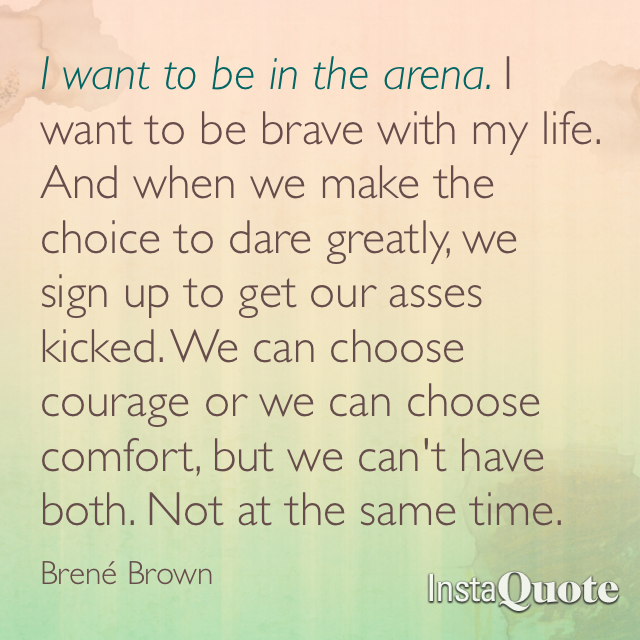 I want to be in the arena. I
want to be brave with my life.
And when we make the
choice to dare greatly, we
sign up to get our asses
kicked. We can choose
courage or we can choose
comfort, but we can't have
both. Not at the same time.
Brené Brown
InstaQuote